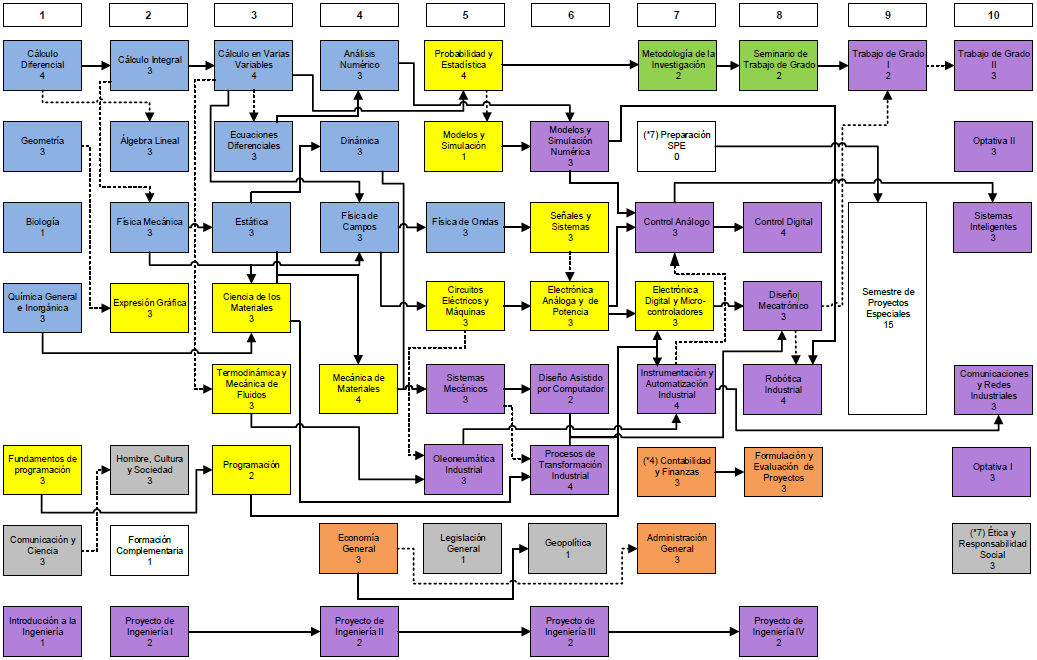 1
2
3
4
5
6
7
8
9
10
Cálculo
Diferencial
4
Cálculo Integral
3
Cálculo en Varias
Variables
4
Análisis
Numérico
3
Probabilidad y
Estadística
4
Metodología de la
Investigación
2
Seminario de
Trabajo de Grado
2
Trabajo de Grado
I
2
Trabajo de Grado
II
3
Geometría
3
Álgebra Lineal
3
Ecuaciones
Diferenciales
3
Dinámica
3
Modelos y
Simulación
1
Modelos y
Simulación
Numérica
3
(*7) Preparación
SPE
0
Optativa II
3
Biología
1
Física Mecánica
3
Estática
3
Física de
Campos
3
Física de Ondas
3
Señales y
Sistemas
3
Control Análogo
3
Control Digital
4
Semestre de
Proyectos
Especiales
15
Sistemas
Inteligentes
3
Química General
e Inorgánica
3
Expresión Gráfica
3
Ciencia de los
Materiales
3
Circuitos
Eléctricos y
Máquinas
3
Electrónica
Análoga y de
Potencia
3
Electrónica
Digital y Micro-
controladores
3
Diseño|
Mecatrónico
3
Termodinámica y
Mecánica de
Fluidos
3
Mecánica de
Materiales
4
Sistemas
Mecánicos
3
Diseño Asistido
por Computador
2
Instrumentación y
Automatización
Industrial
4
Robótica
Industrial
4
Comunicaciones
y Redes
Industriales
3
Fundamentos de
programación
3
Hombre, Cultura
y Sociedad
3
Programación
2
Oleoneumática
Industrial
3
Procesos de
Transformación
Industrial
4
(*4) Contabilidad
y Finanzas
3
Formulación y
Evaluación de
Proyectos
3
Optativa I
3
Comunicación y
Ciencia
3
Formación
Complementaria
1
Economía
General
3
Legislación
General
1
Geopolítica
1
Administración
General
3
(*7) Ética y
Responsabilidad
Social
3
Introducción a la
Ingeniería
1
Proyecto de
Ingeniería I
2
Proyecto de
Ingeniería II
2
Proyecto de
Ingeniería III
2
Proyecto de
Ingeniería IV
2